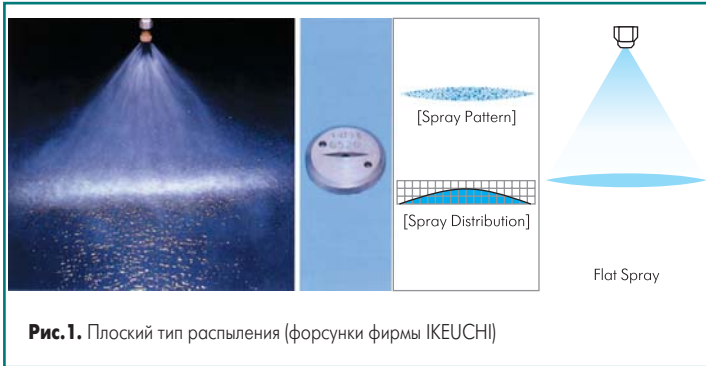 [Spray Pattern]
[Spray Distribution]
Flat Spray
Рис.1. Плоский тип распыления (форсунки фирмы IKEUCHI)